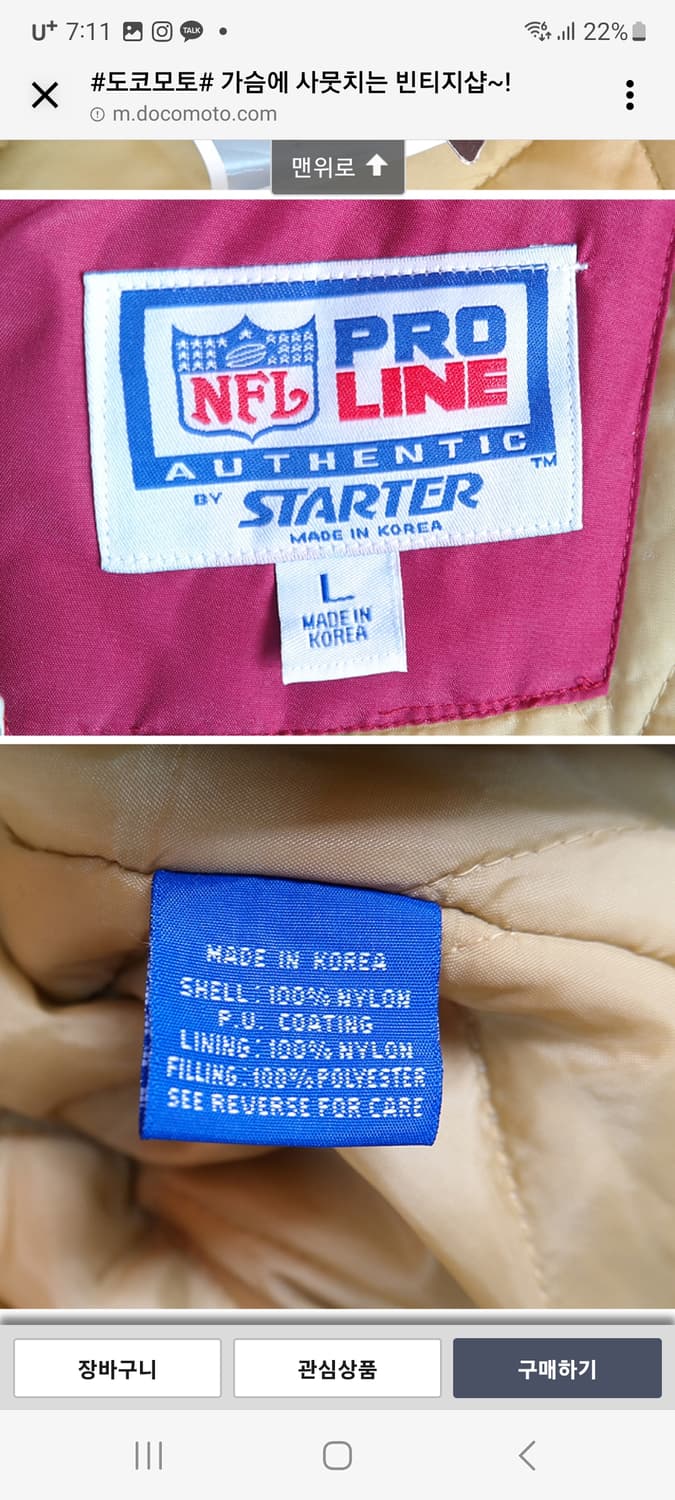 U+ 7:11 TALK 6 22%
#도코모토# 가슴에 사뭇치는 빈티지샵~!
m.docomoto.com
맨위로
NFL
PRO
LINE
AUTHENTIC
TM
BY STARTER
MADE IN KOREA
L
MADE IN
KOREA
MADE IN KOREA
SHELL: 100% NYLON
P.U. COATING
LINING: 100% NYLON
FILLING: 100% POLYESTER
SEE REVERSE FOR CARE
장바구니 관심상품 구매하기